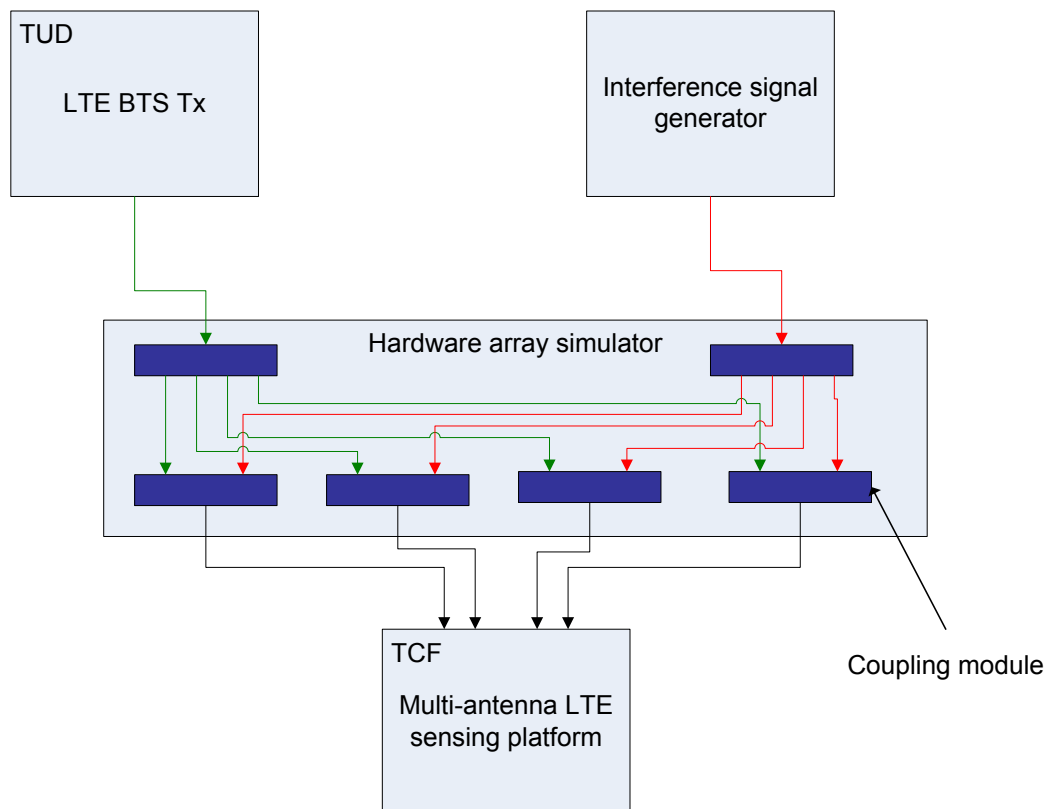 TUD
LTE BTS Tx
Interference signal
generator
Hardware array simulator
TCF
Multi-antenna LTE
sensing platform
Coupling module